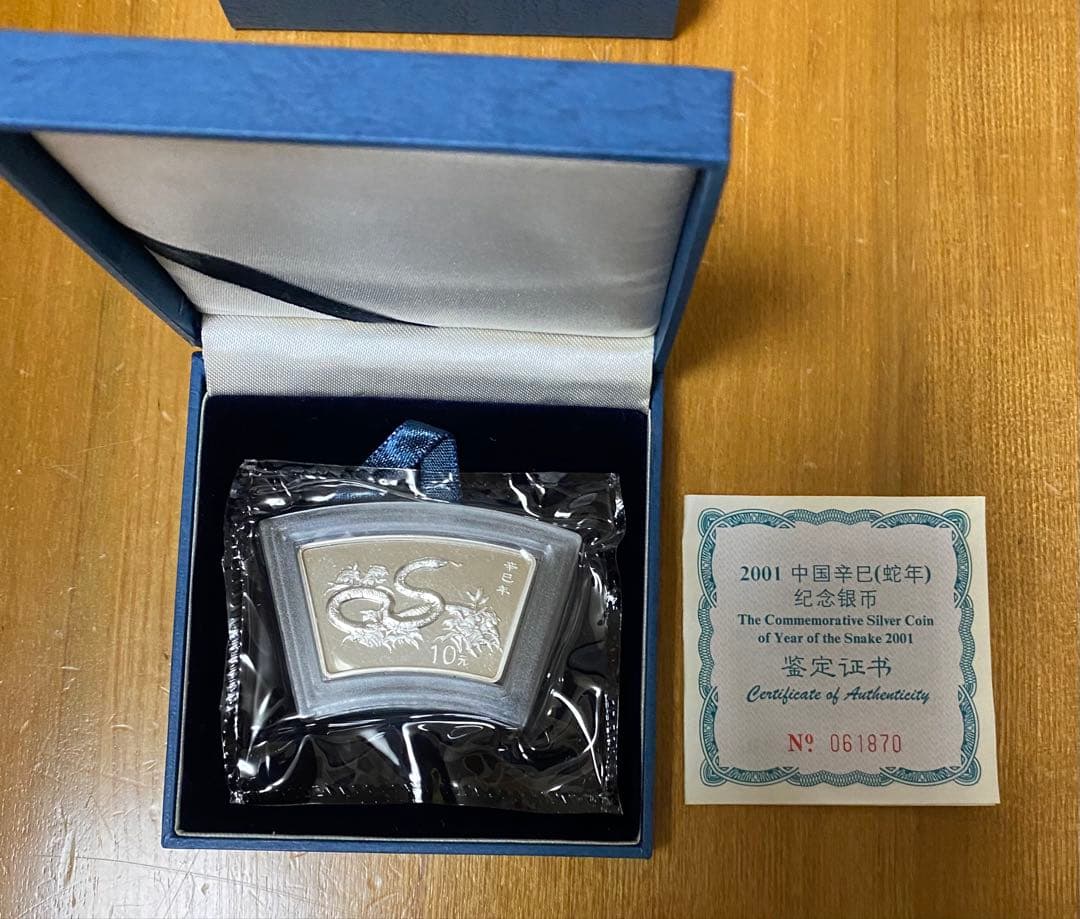 辛巳年
10元
2001 中国辛巳(蛇年)
纪念银币
The Commemorative Silver Coin
of Year of the Snake 2001
鉴定证书
Certificate of Authenticity
Nº 061870